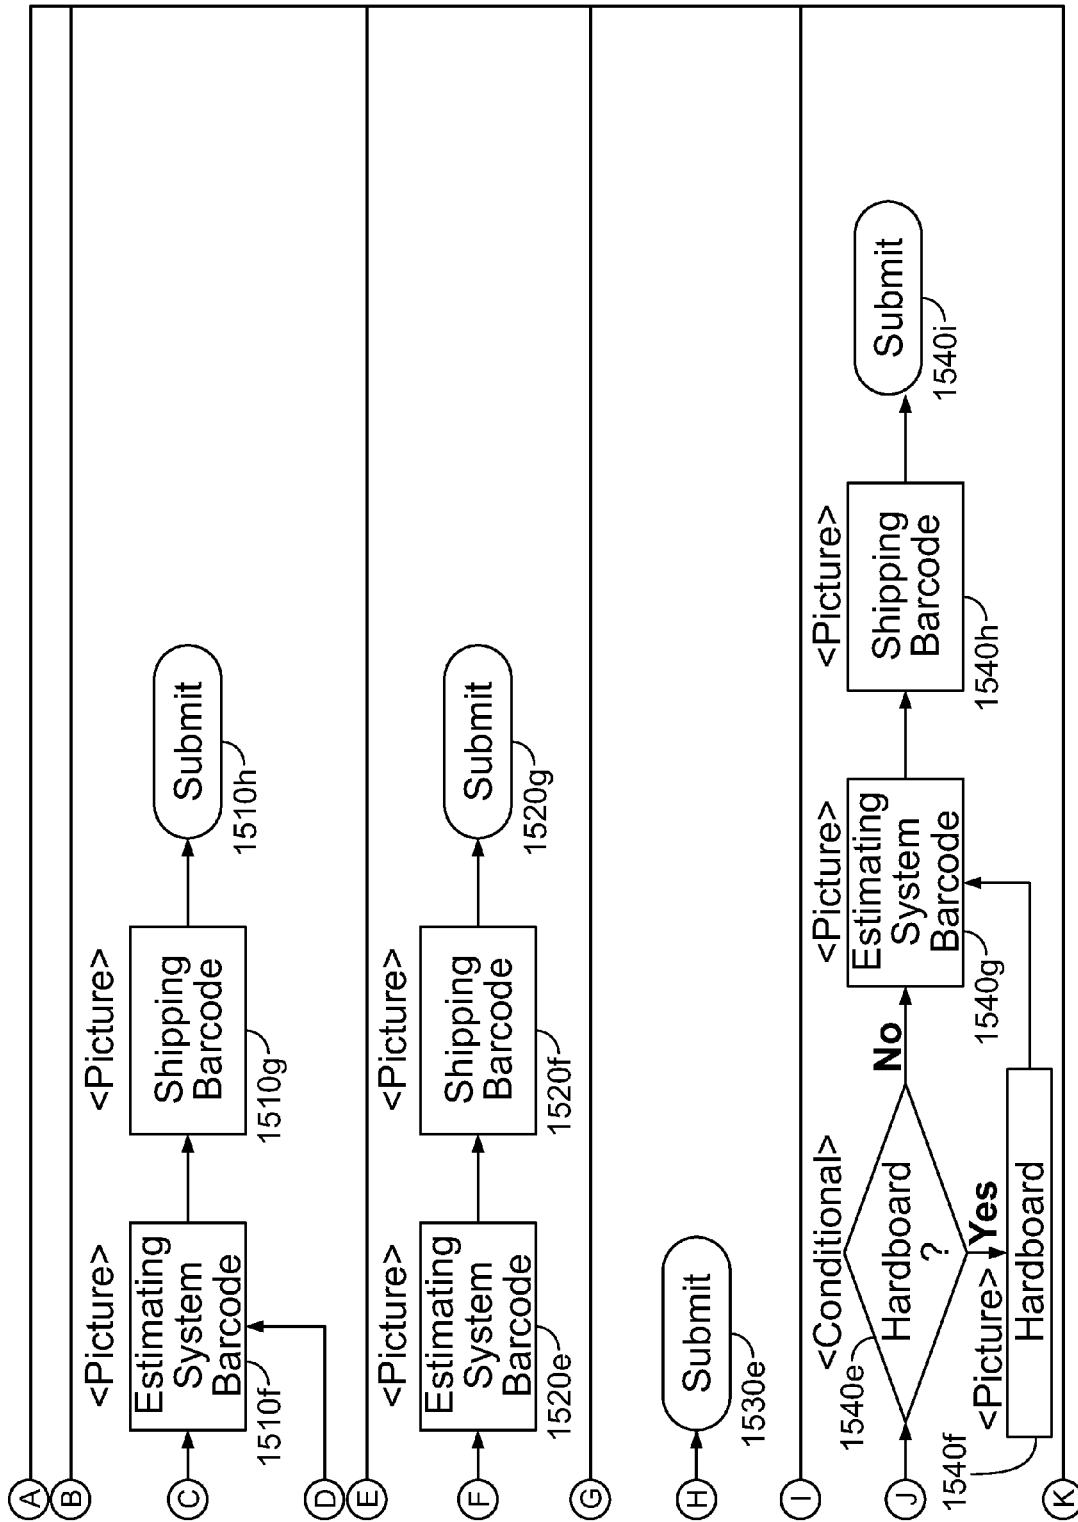 A
B
<Picture>
<Picture>
C
Estimating
System
Barcode
Shipping
Barcode
Submit
1510f
1510g
1510h
D
E
<Picture>
<Picture>
F
Estimating
System
Barcode
Shipping
Barcode
Submit
1520e
1520f
1520g
G
H
Submit
1530e
I
<Conditional>
<Picture>
<Picture>
1540e
J
Hardboard
?
No
Estimating
System
Barcode
Shipping
Barcode
Submit
1540g
1540h
1540i
Yes
<Picture>
1540f
Hardboard
K